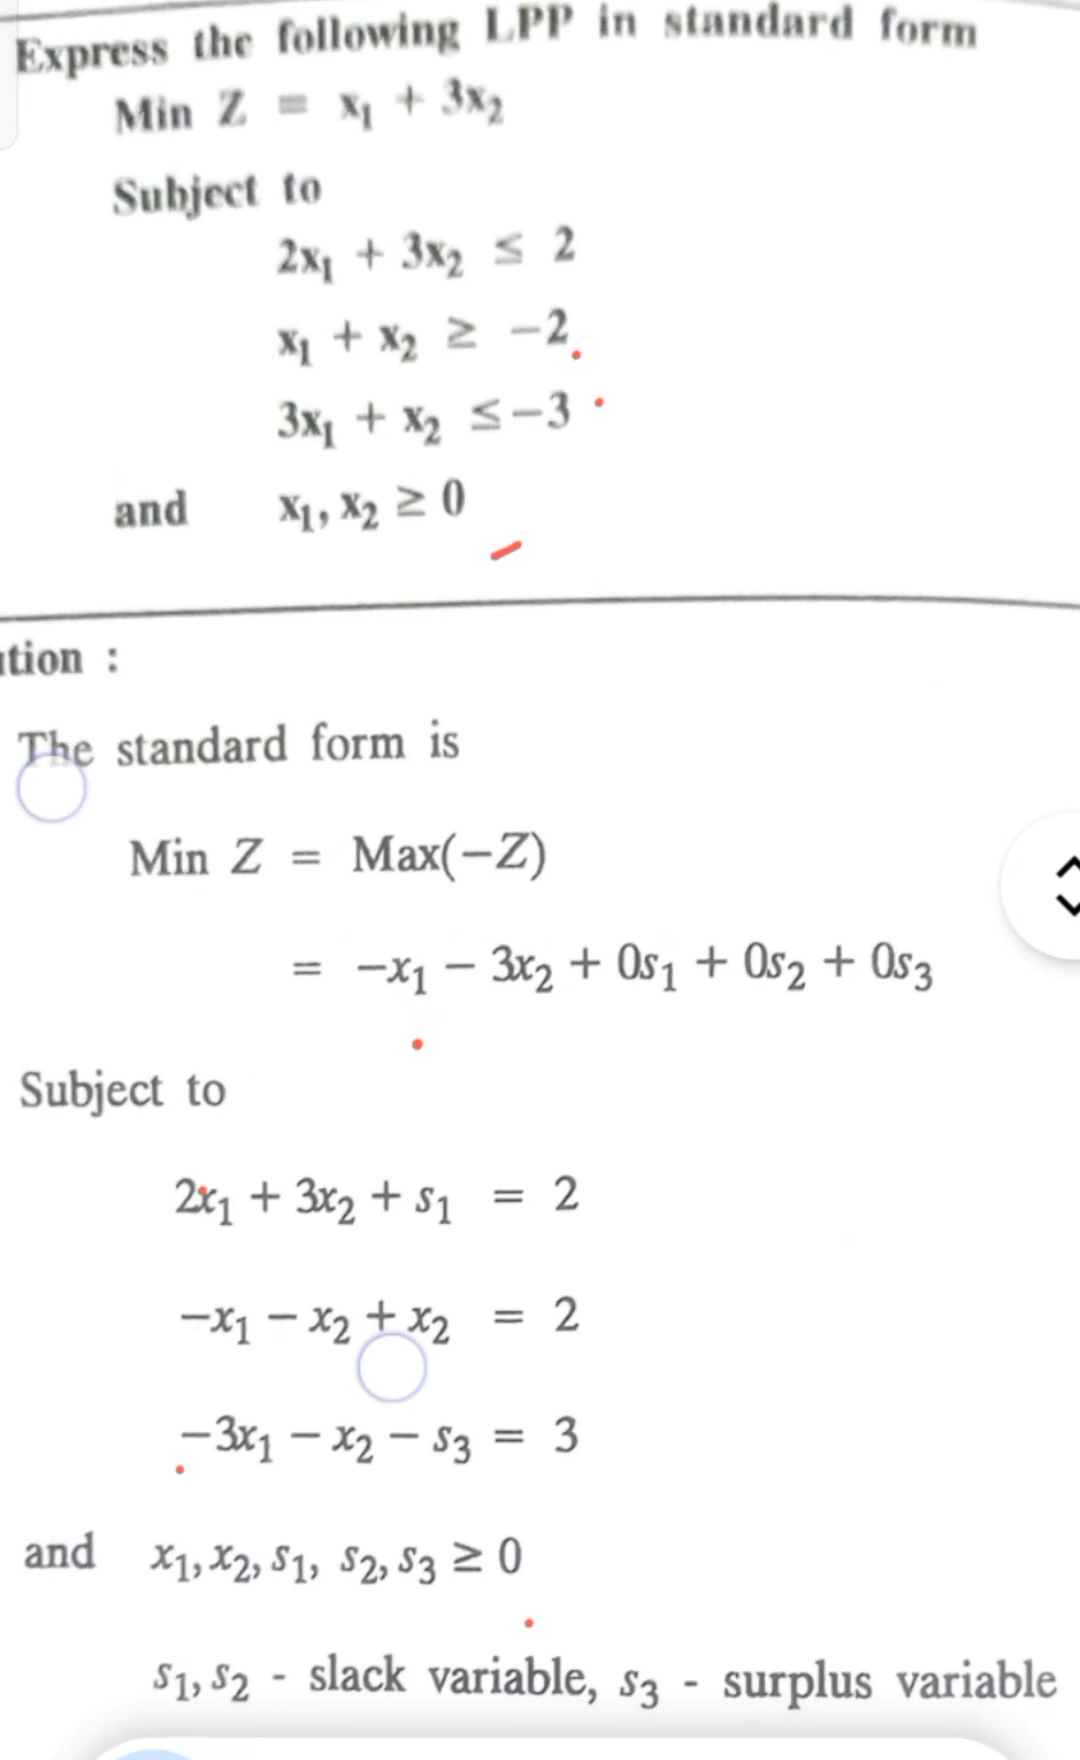 Express the following LPP in standard form
Min Z = x₁ + 3x₂
Subject to
2x₁ + 3x₂ ≤ 2
x₁ + x₂ ≥ −2
3x₁ + x₂ ≤ −3
and x₁, x₂ ≥ 0
tion :
The standard form is
Min Z = Max(−Z)
= −x₁ − 3x₂ + 0s₁ + 0s₂ + 0s₃
Subject to
2x₁ + 3x₂ + s₁ = 2
−x₁ − x₂ + x₂ = 2
−3x₁ − x₂ − s₃ = 3
and x₁, x₂, s₁, s₂, s₃ ≥ 0
s₁, s₂ - slack variable, s₃ - surplus variable